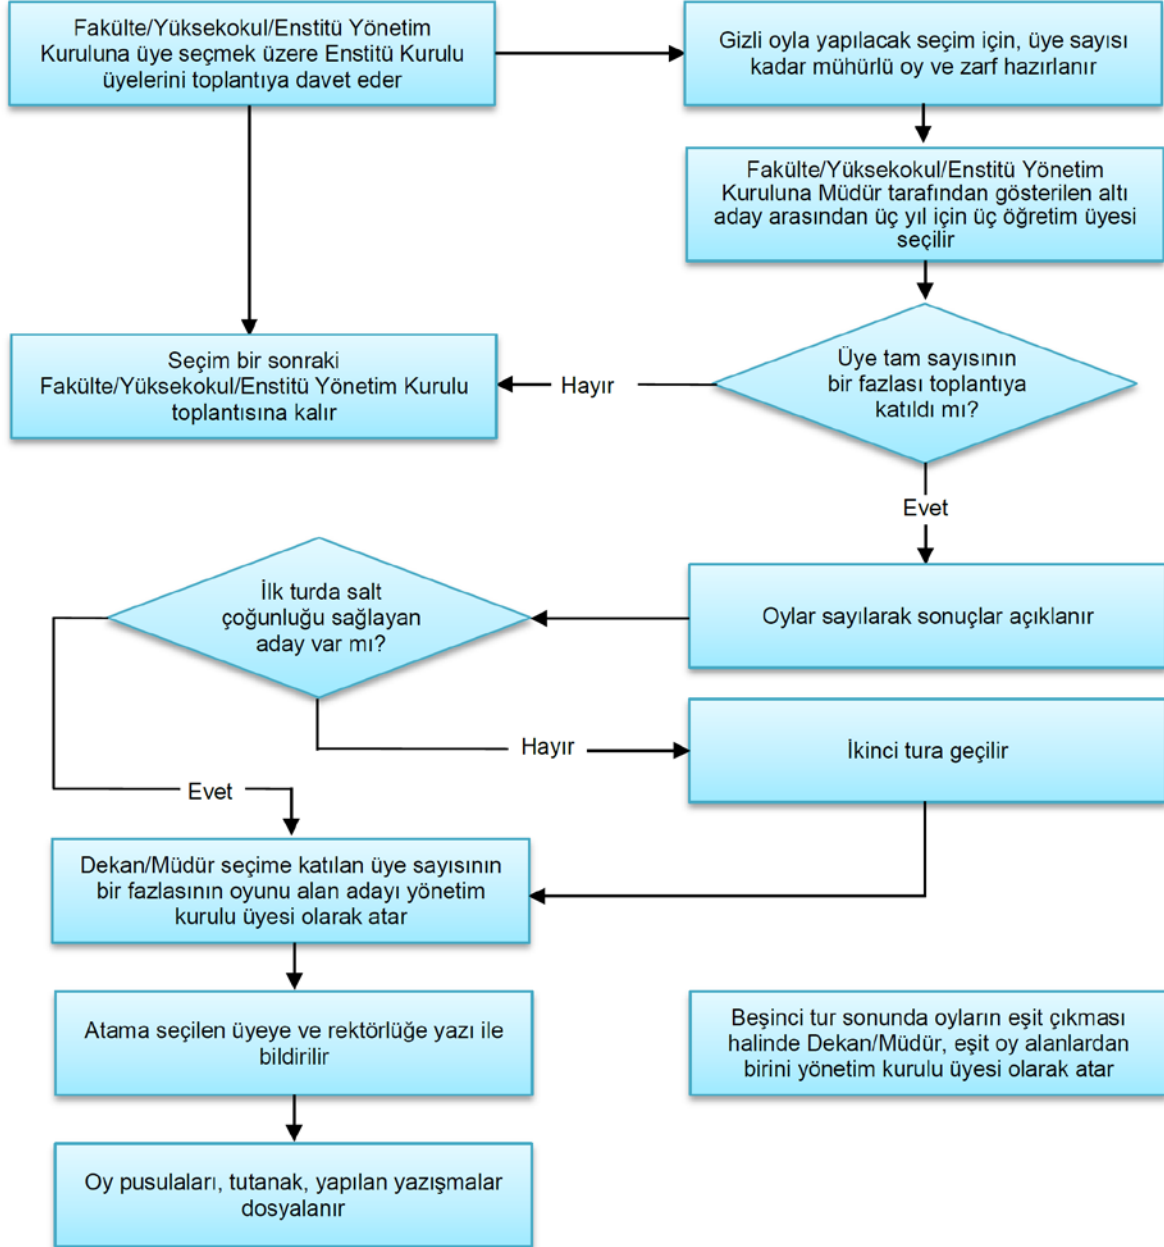 Fakülte/Yüksekokul/Enstitü Yönetim
Kuruluna üye seçmek üzere Enstitü Kurulu
üyelerini toplantıya davet eder
Gizli oyla yapılacak seçim için, üye sayısı
kadar mühürlü oy ve zarf hazırlanır
Fakülte/Yüksekokul/Enstitü Yönetim
Kuruluna Müdür tarafından gösterilen altı
aday arasından üç yıl için üç öğretim üyesi
seçilir
Seçim bir sonraki
Fakülte/Yüksekokul/Enstitü Yönetim Kurulu
toplantısına kalır
Hayır
Üye tam sayısının
bir fazlası toplantıya
katıldı mı?
Evet
İlk turda salt
çoğunluğu sağlayan
aday var mı?
Oylar sayılarak sonuçlar açıklanır
Hayır
İkinci tura geçilir
Evet
Dekan/Müdür seçime katılan üye sayısının
bir fazlasının oyunu alan adayı yönetim
kurulu üyesi olarak atar
Atama seçilen üyeye ve rektörlüğe yazı ile
bildirilir
Beşinci tur sonunda oyların eşit çıkması
halinde Dekan/Müdür, eşit oy alanlardan
birini yönetim kurulu üyesi olarak atar
Oy pusulaları, tutanak, yapılan yazışmalar
dosyalanır